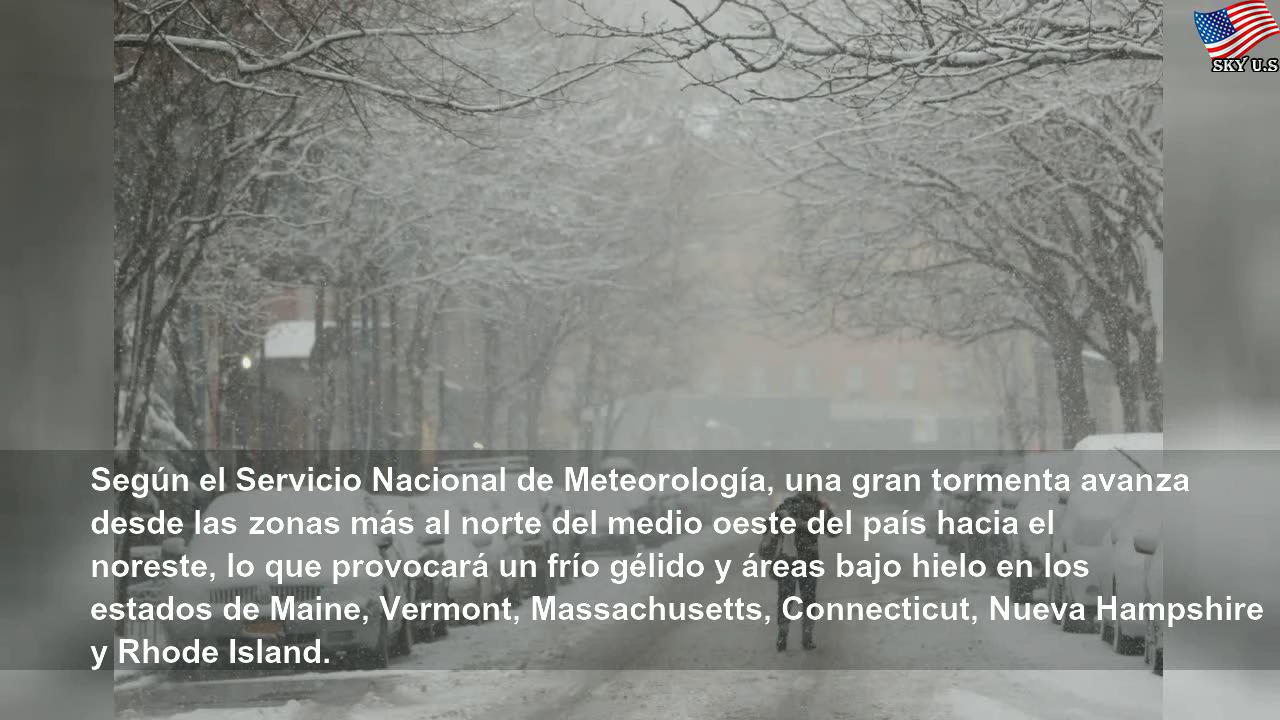 SKY U.S
Según el Servicio Nacional de Meteorología, una gran tormenta avanza
desde las zonas más al norte del medio oeste del país hacia el
noreste, lo que provocará un frío gélido y áreas bajo hielo en los
estados de Maine, Vermont, Massachusetts, Connecticut, Nueva Hampshire
y Rhode Island.